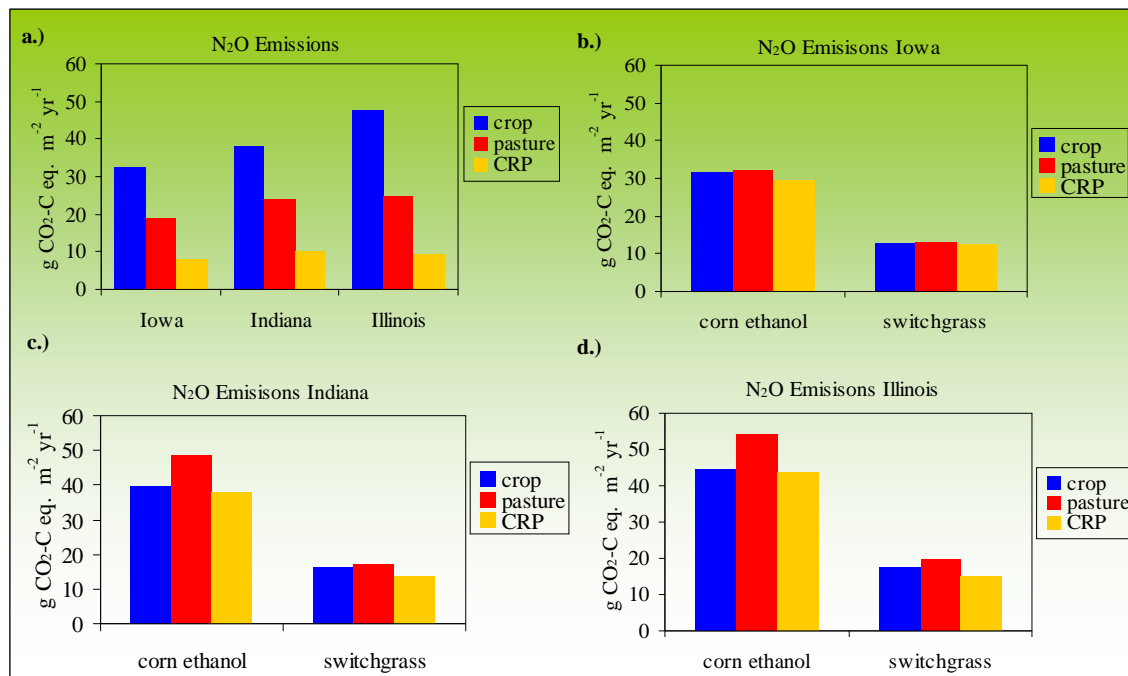 a.)
N₂O Emissions
g CO₂-C eq. m⁻² yr⁻¹
60
50
40
30
20
10
0
Iowa Indiana Illinois
crop
pasture
CRP
b.)
N₂O Emisisons Iowa
g CO₂-C eq. m⁻² yr⁻¹
60
50
40
30
20
10
0
corn ethanol switchgrass
crop
pasture
CRP
c.)
N₂O Emisisons Indiana
g CO₂-C eq. m⁻² yr⁻¹
60
50
40
30
20
10
0
corn ethanol switchgrass
crop
pasture
CRP
d.)
N₂O Emisisons Illinois
g CO₂-C eq. m⁻² yr⁻¹
60
50
40
30
20
10
0
corn ethanol switchgrass
crop
pasture
CRP